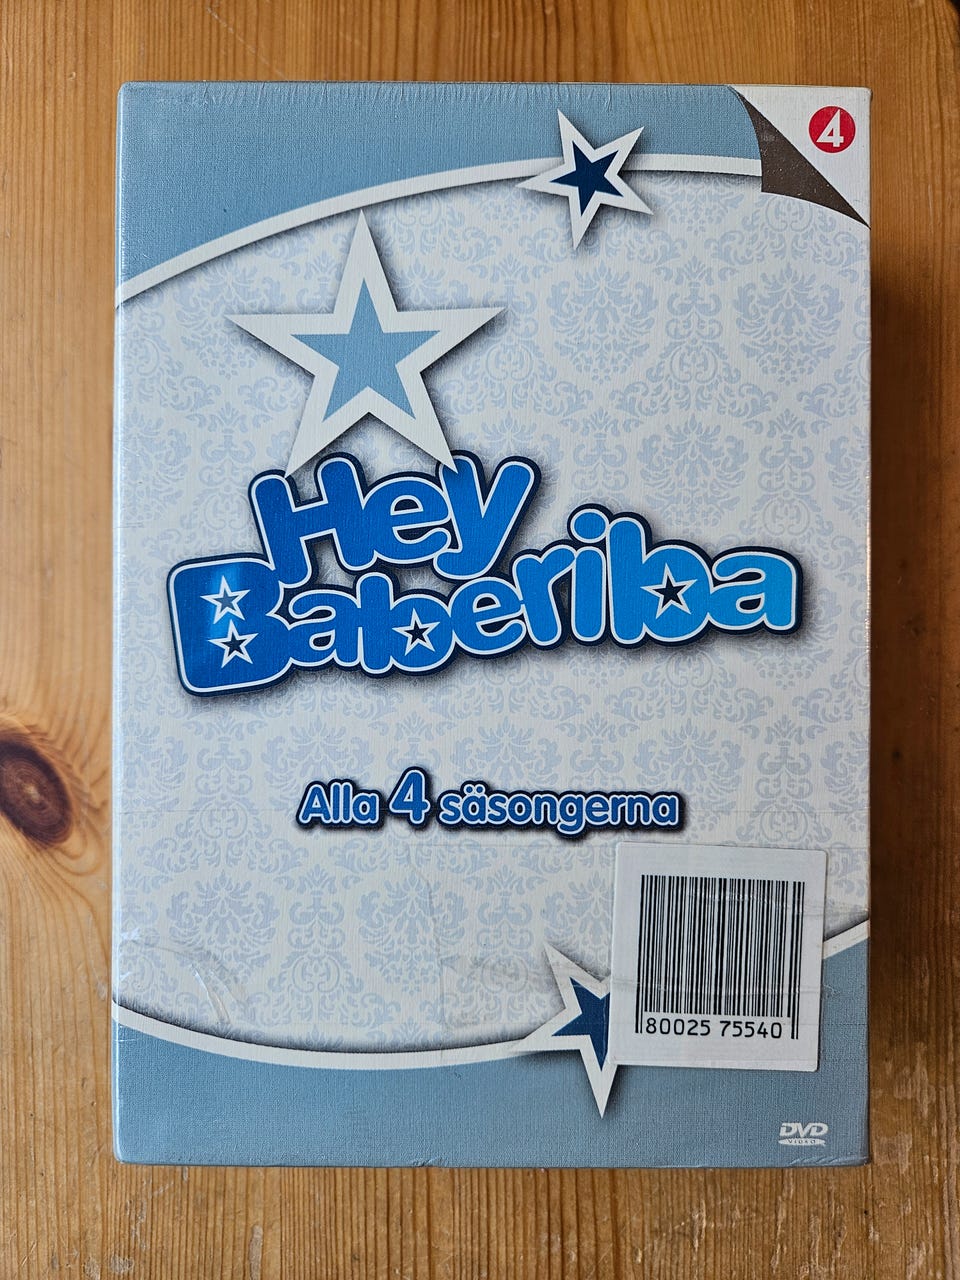 4
Hey
Baberiba
Alla 4 säsongerna
80025 75540
DVD
VIDEO